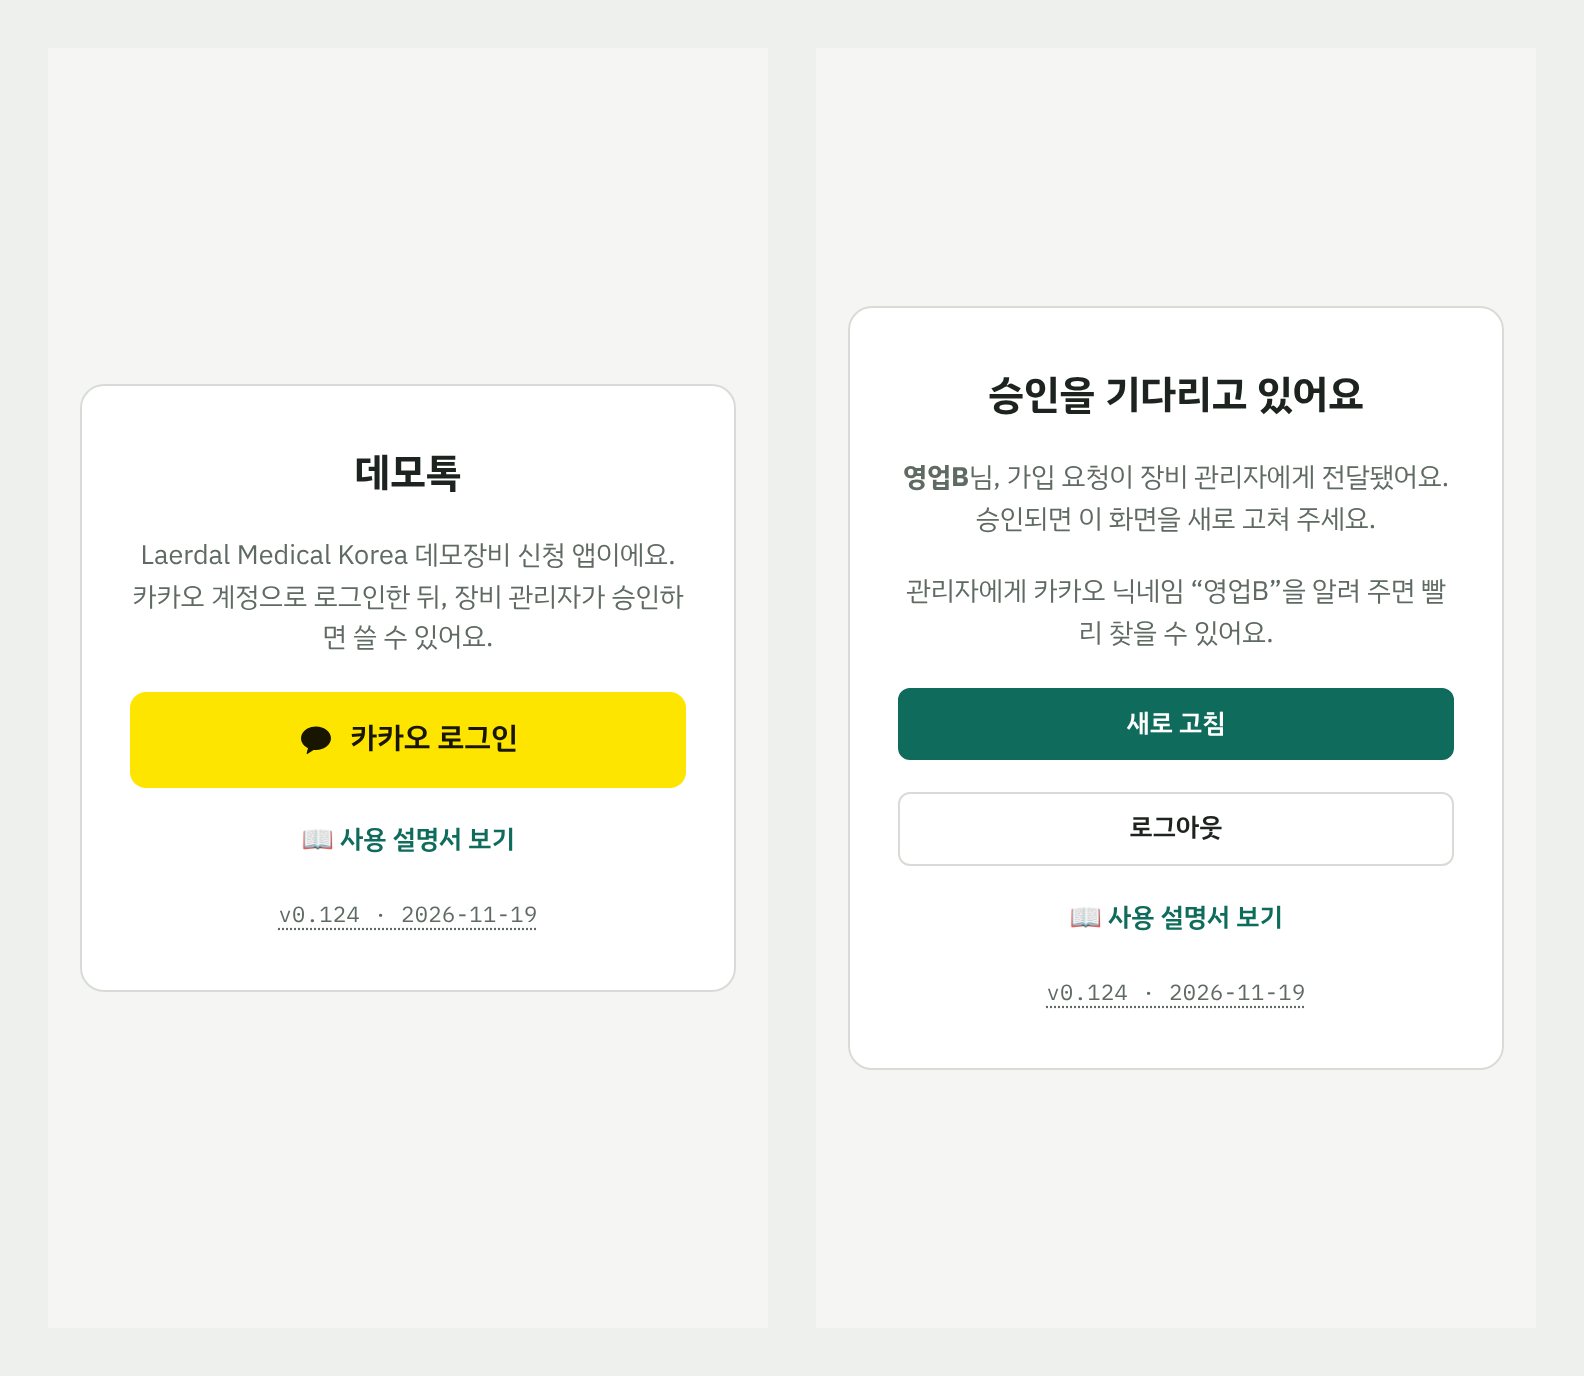 데모톡
Laerdal Medical Korea 데모장비 신청 앱이에요.
카카오 계정으로 로그인한 뒤, 장비 관리자가 승인하
면 쓸 수 있어요.
카카오 로그인
📖 사용 설명서 보기
v0.124 · 2026-11-19
승인을 기다리고 있어요
영업B님, 가입 요청이 장비 관리자에게 전달됐어요.
승인되면 이 화면을 새로 고쳐 주세요.
관리자에게 카카오 닉네임 “영업B”을 알려 주면 빨
리 찾을 수 있어요.
새로 고침
로그아웃
📖 사용 설명서 보기
v0.124 · 2026-11-19